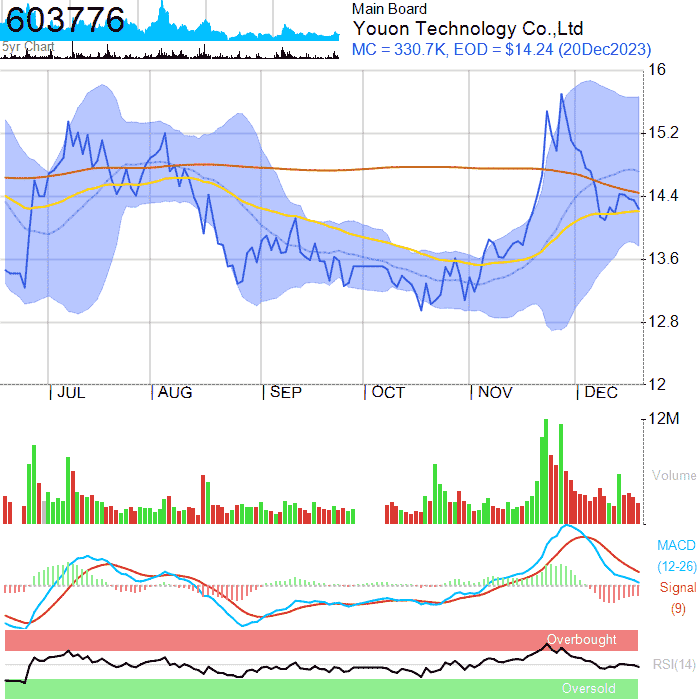 603776
5yr Chart
Main Board
Youon Technology Co.,Ltd
MC = 330.7K, EOD = $14.24 (20Dec2023)
16
15.2
14.4
13.6
12.8
12
JUL AUG SEP OCT NOV DEC
12M
Volume
MACD
(12-26)
Signal
(9)
Overbought
RSI(14)
Oversold